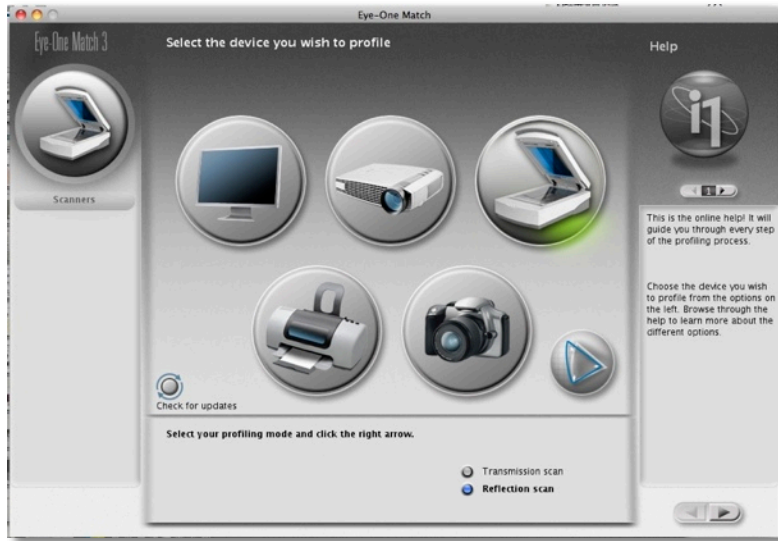 Eye-One Match
Eye-One Match 3
Select the device you wish to profile
Help
i1
Scanners
1
This is the online help! It will
guide you through every step
of the profiling process.
Choose the device you wish
to profile from the options on
the left. Browse through the
help to learn more about the
different options.
Check for updates
Select your profiling mode and click the right arrow.
Transmission scan
Reflection scan